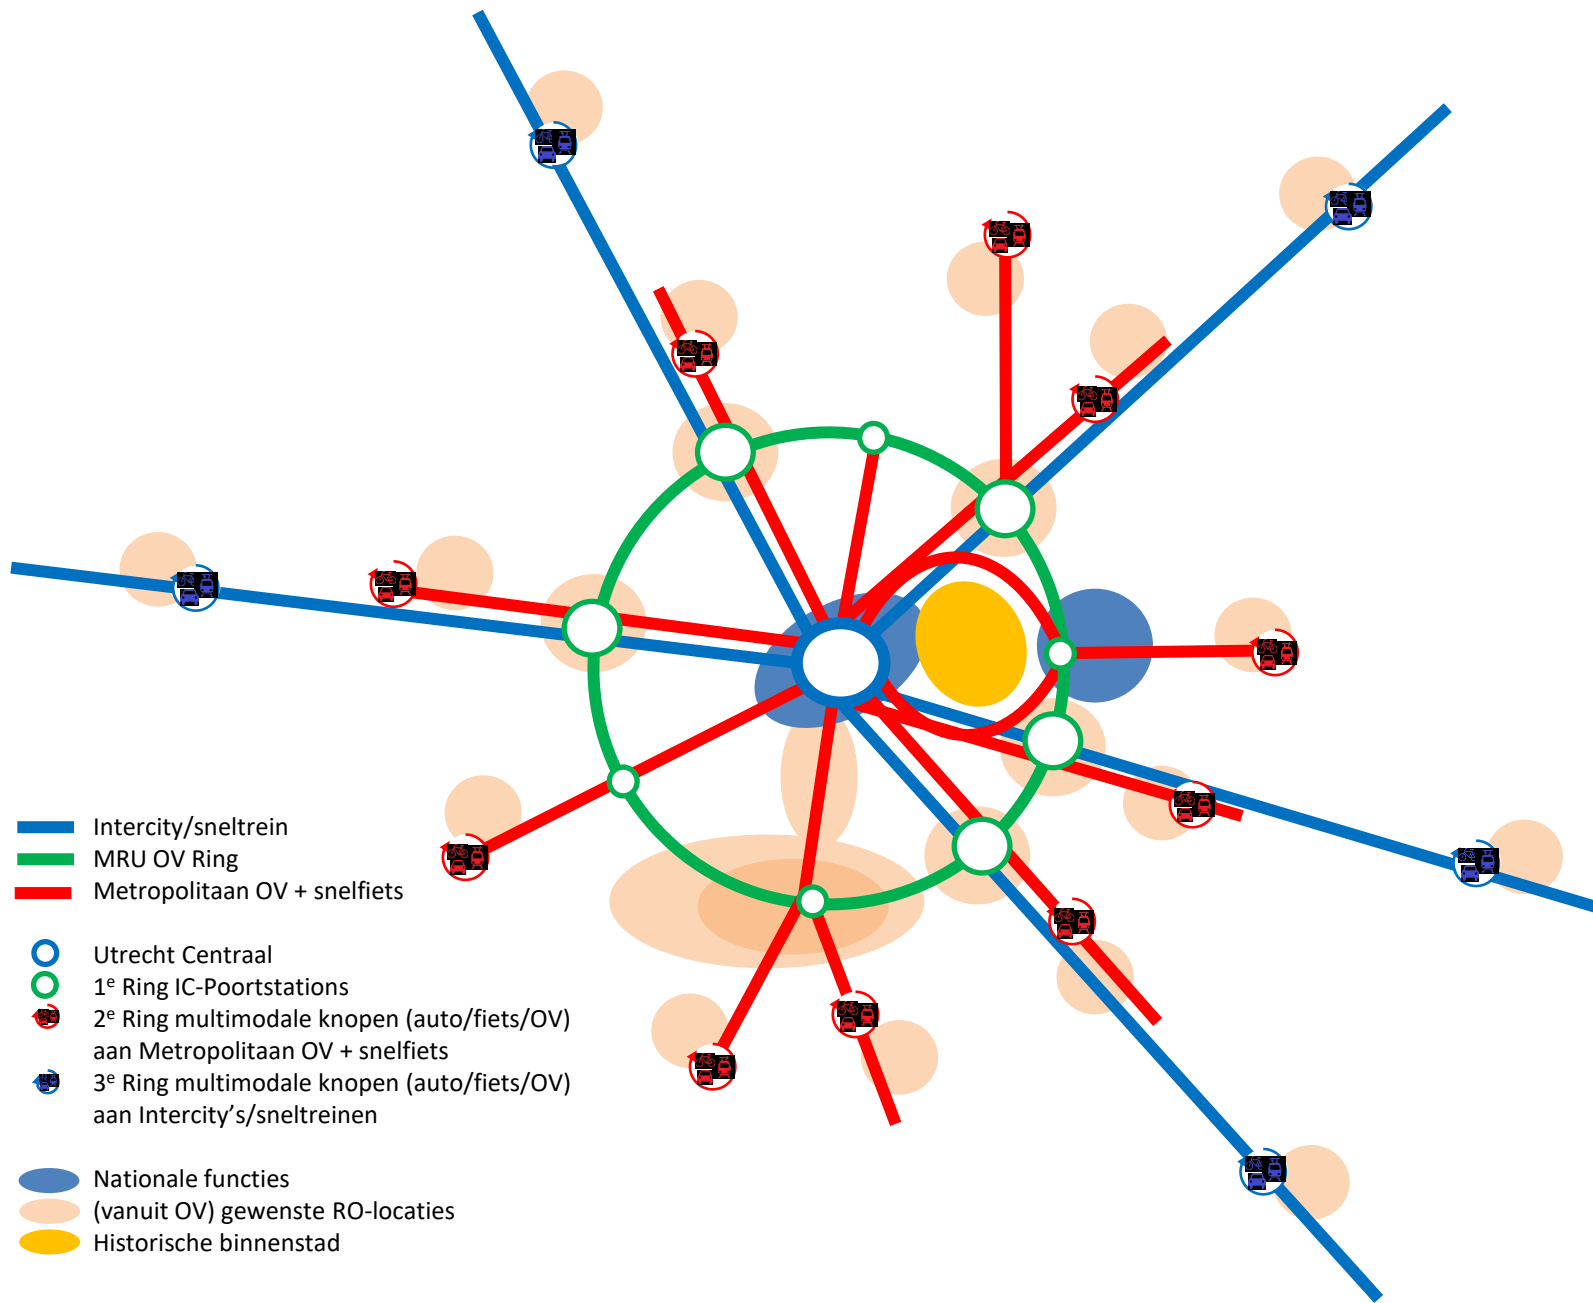 Intercity/sneltrein
MRU OV Ring
Metropolitaan OV + snelfiets
Utrecht Centraal
1e Ring IC-Poortstations
2e Ring multimodale knopen (auto/fiets/OV)
aan Metropolitaan OV + snelfiets
3e Ring multimodale knopen (auto/fiets/OV)
aan Intercity's/sneltreinen
Nationale functies
(vanuit OV) gewenste RO-locaties
Historische binnenstad